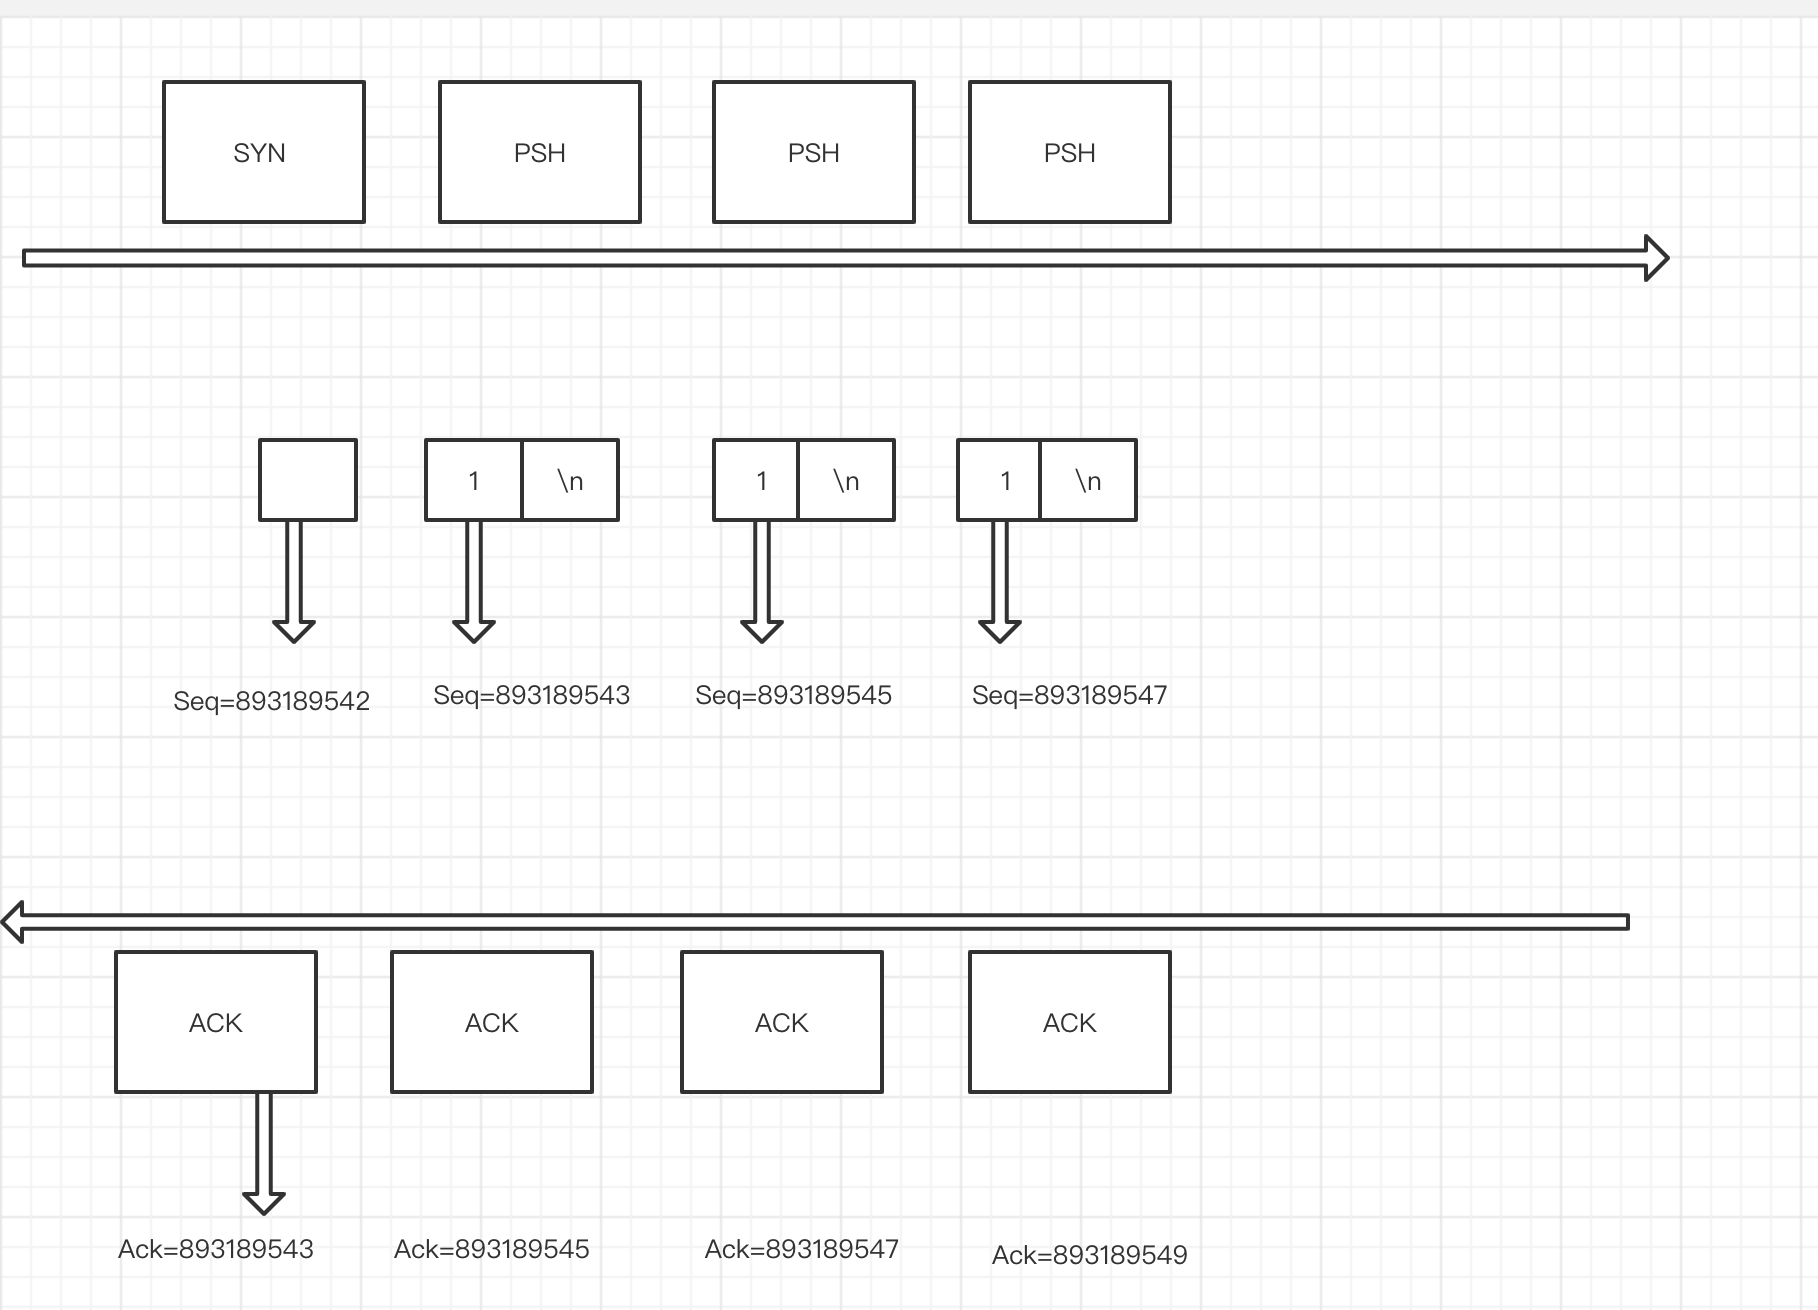 SYN PSH PSH PSH
1 \n 1 \n 1 \n
Seq=893189542 Seq=893189543 Seq=893189545 Seq=893189547
ACK ACK ACK ACK
Ack=893189543 Ack=893189545 Ack=893189547 Ack=893189549